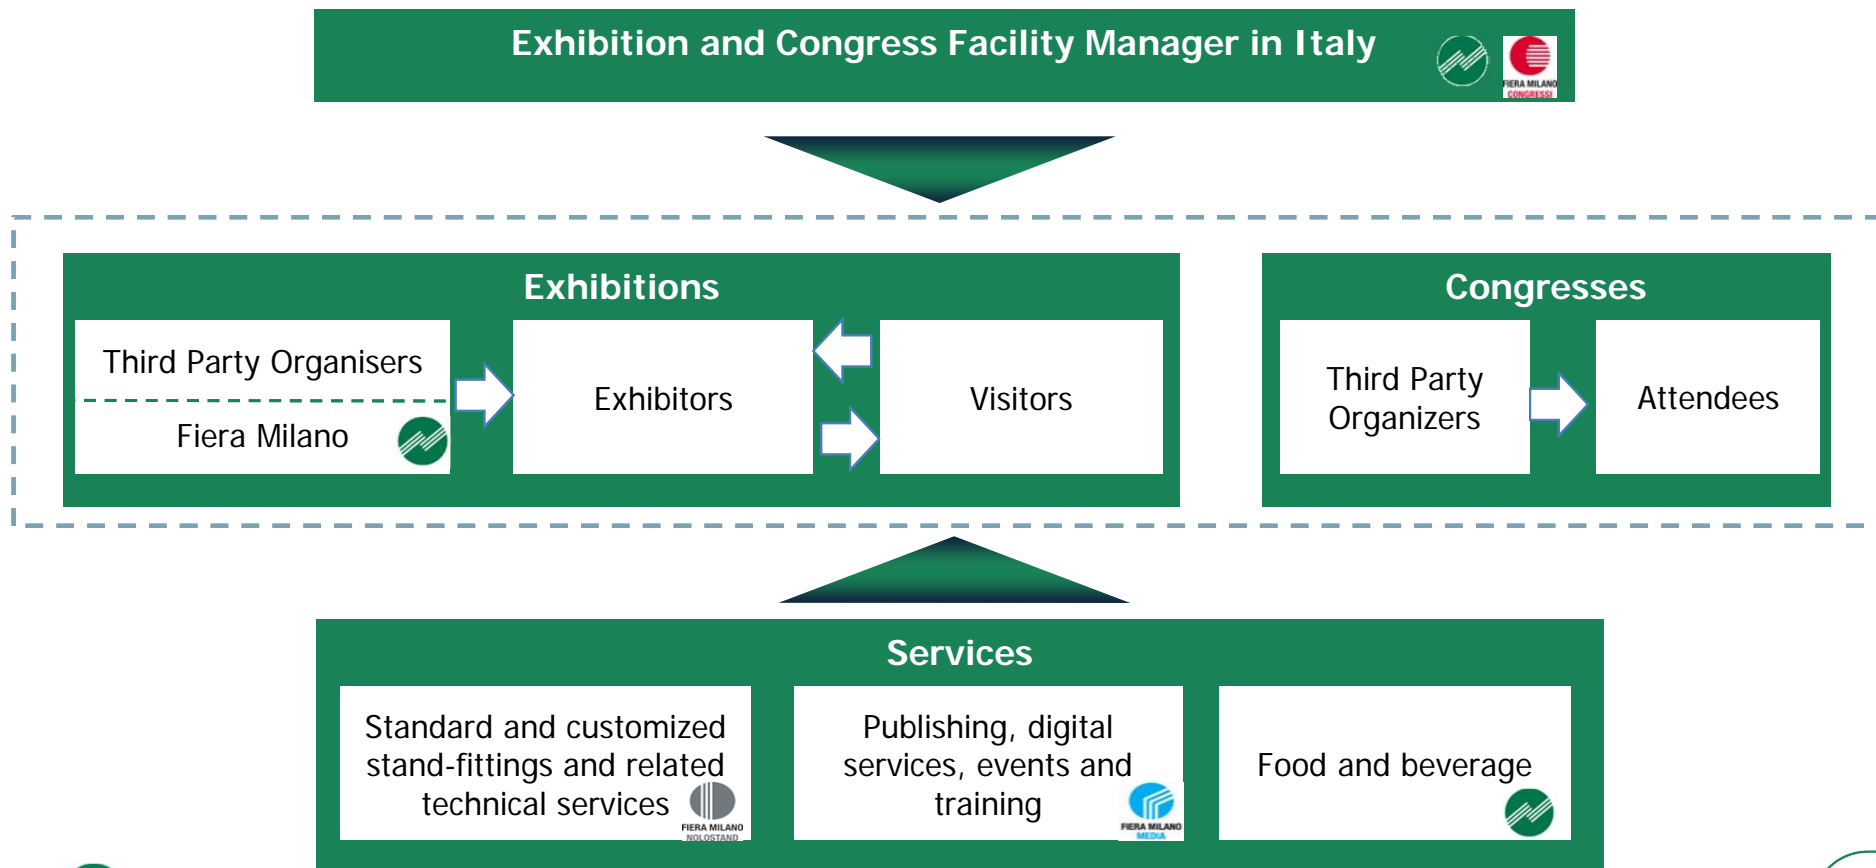 Exhibition and Congress Facility Manager in Italy
FIERA MILANO
CONGRESSI
Exhibitions
Third Party Organisers
Fiera Milano
Exhibitors
Visitors
Congresses
Third Party
Organizers
Attendees
Services
Standard and customized
stand-fittings and related
technical services
FIERA MILANO
NOLOSTAND
Publishing, digital
services, events and
training
FIERA MILANO
MEDIA
Food and beverage